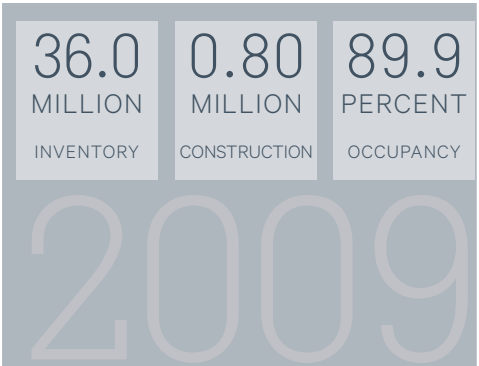 36.0 0.80 89.9
MILLION MILLION PERCENT
INVENTORY CONSTRUCTION OCCUPANCY
2009